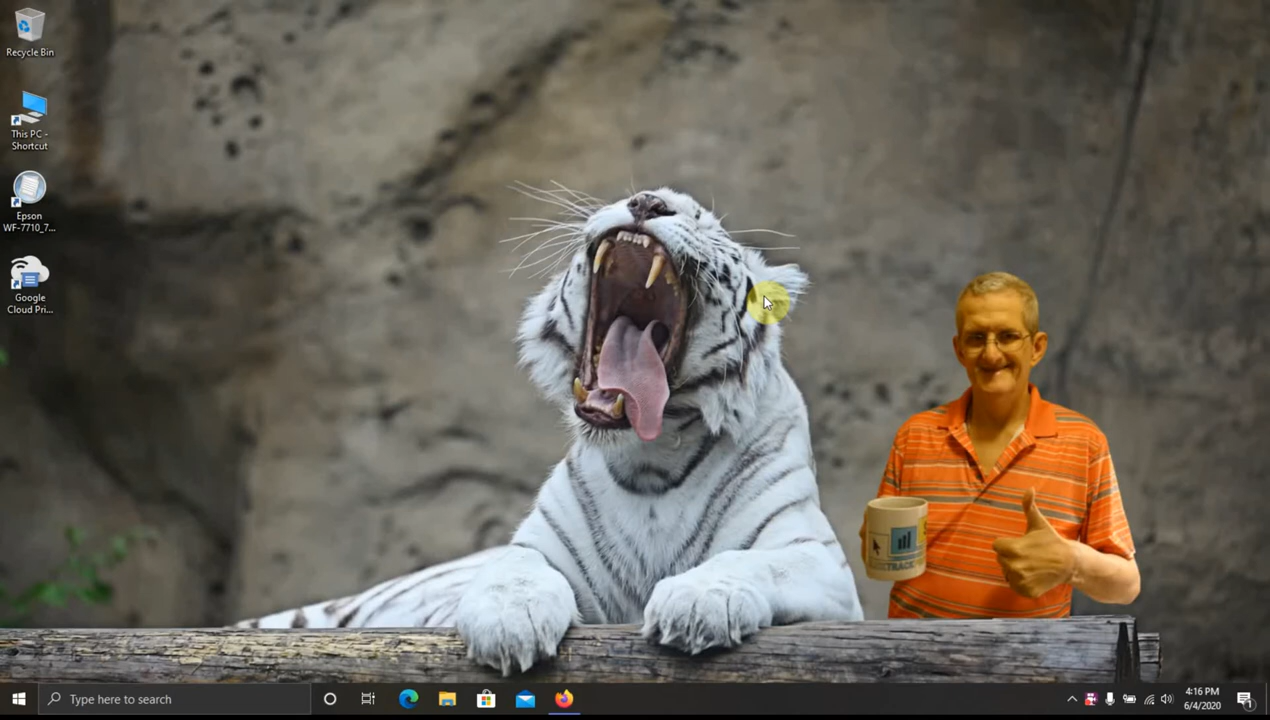 Recycle Bin
This PC -
Shortcut
Epson
WF-7710_7...
Google
Cloud Pri...
Type here to search
4:16 PM
6/4/2020
1